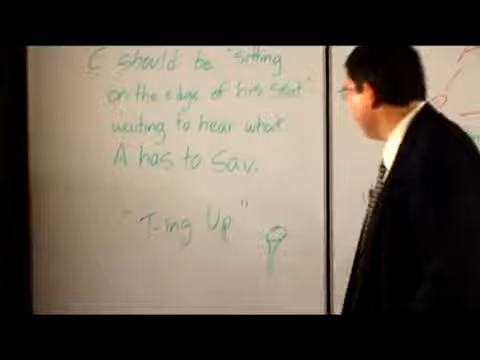 C should be "sitting
on the edge of his seat"
waiting to hear what
A has to say.
"T-ing Up"